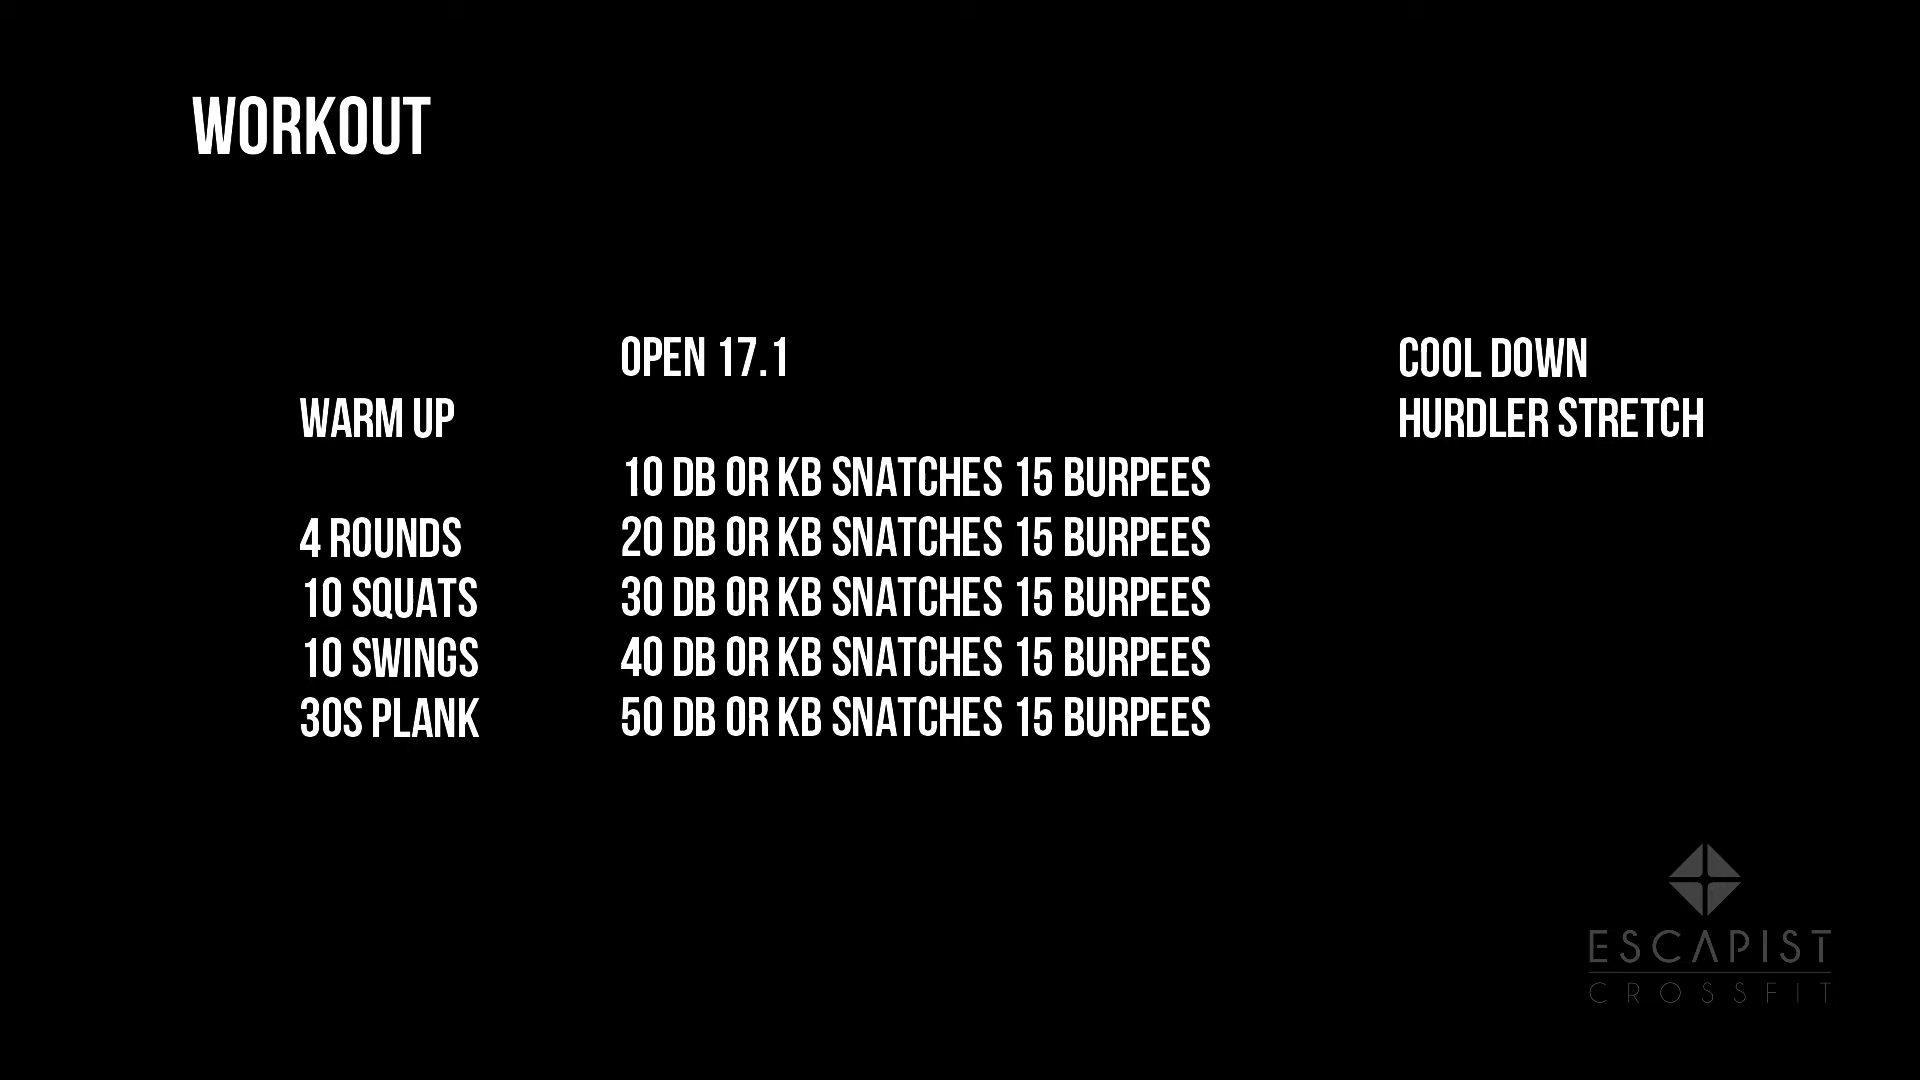 WORKOUT
WARM UP
4 ROUNDS
10 SQUATS
10 SWINGS
30S PLANK
OPEN 17.1
10 DB OR KB SNATCHES 15 BURPEES
20 DB OR KB SNATCHES 15 BURPEES
30 DB OR KB SNATCHES 15 BURPEES
40 DB OR KB SNATCHES 15 BURPEES
50 DB OR KB SNATCHES 15 BURPEES
COOL DOWN
HURDLER STRETCH
ESCAPIST
CROSSFIT